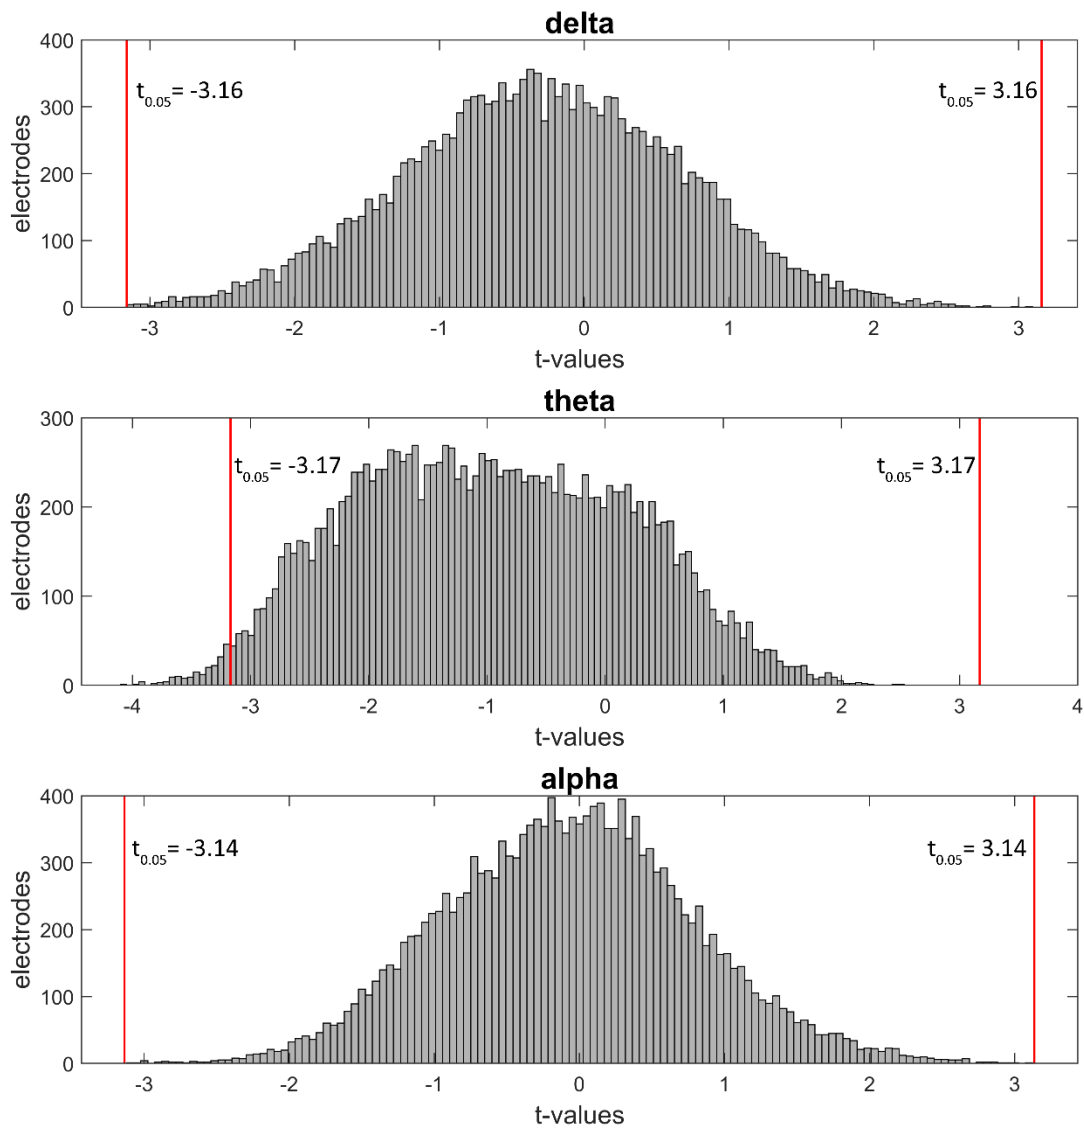 delta
400
300
200
100
0
electrodes
t0.05= -3.16
t0.05= 3.16
-3 -2 -1 0 1 2 3
t-values
theta
300
200
100
0
electrodes
t0.05= -3.17
t0.05= 3.17
-4 -3 -2 -1 0 1 2 3 4
t-values
alpha
400
300
200
100
0
electrodes
t0.05= -3.14
t0.05= 3.14
-3 -2 -1 0 1 2 3
t-values